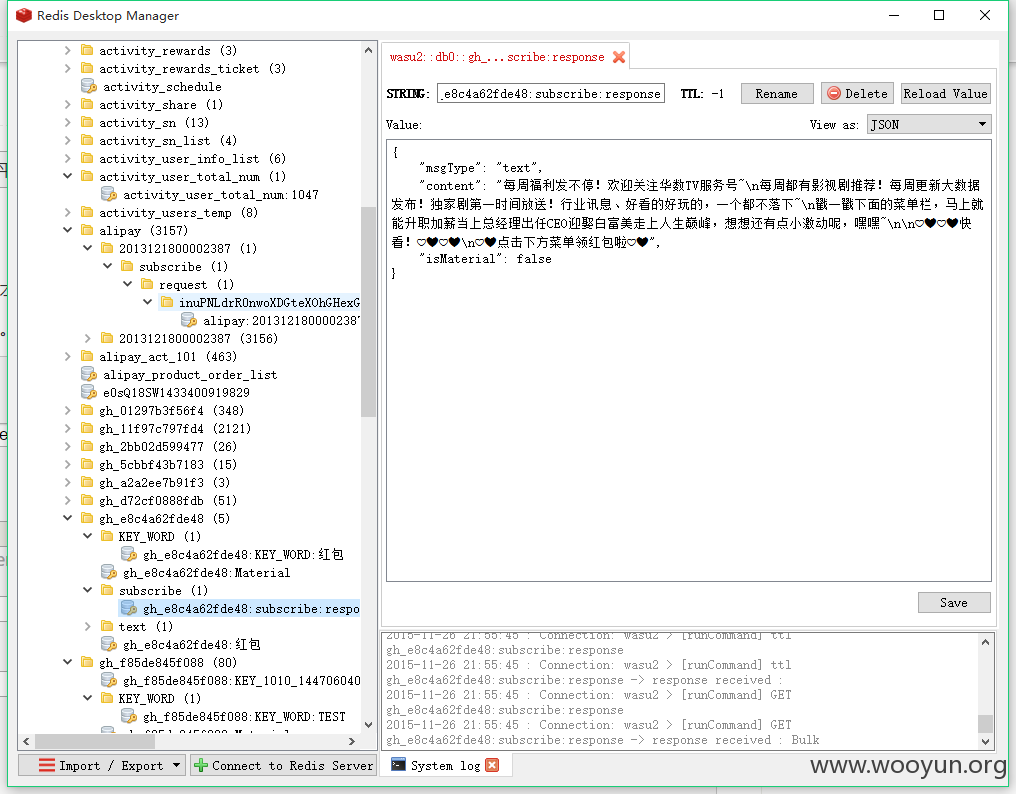 Redis Desktop Manager
activity_rewards (3)
activity_rewards_ticket (3)
activity_schedule
activity_share (1)
activity_sn (13)
activity_sn_list (4)
activity_user_info_list (6)
activity_user_total_num (1)
activity_user_total_num:1047
activity_users_temp (8)
alipay (3157)
2013121800002387 (1)
subscribe (1)
request (1)
inuPNLdrR0nwoXDGteXOhGHexG
alipay:2013121800002387
2013121800002387 (3156)
alipay_act_101 (463)
alipay_product_order_list
e0sQ18SW1433400919829
gh_01297b3f56f4 (348)
gh_11f97c797fd4 (2121)
gh_2bb02d599477 (26)
gh_5cbbf43b7183 (15)
gh_a2a2ee7b91f3 (3)
gh_d72cf0888fdb (51)
gh_e8c4a62fde48 (5)
KEY_WORD (1)
gh_e8c4a62fde48:KEY_WORD:红包
gh_e8c4a62fde48:Material
subscribe (1)
gh_e8c4a62fde48:subscribe:respo
text (1)
gh_e8c4a62fde48:红包
gh_f85de845f088 (80)
gh_f85de845f088:KEY_1010_144706040
KEY_WORD (1)
gh_f85de845f088:KEY_WORD:TEST
Import / Export
Connect to Redis Server
wasu2::db0::gh_...scribe:response
STRING: _e8c4a62fde48:subscribe:response TTL: -1 Rename Delete Reload Value
Value: View as: JSON
{
"msgType": "text",
"content": "每周福利发不停！欢迎关注华数TV服务号~\n每周都有影视剧推荐！每周更新大数据
发布！独家剧第一时间放送！行业讯息、好看的好玩的，一个都不落下~\n戳一戳下面的菜单栏，马上就
能升职加薪当上总经理出任CEO迎娶白富美走上人生巅峰，想想还有点小激动呢，嘿嘿~\n\n♡♥♡♥快
看！♡♥♡♥\n♡♥点击下方菜单领红包啦♡♥",
"isMaterial": false
}
Save
2015-11-26 21:55:45 : Connection: wasu2 > [runCommand] ttl
gh_e8c4a62fde48:subscribe:response
2015-11-26 21:55:45 : Connection: wasu2 > [runCommand] ttl
gh_e8c4a62fde48:subscribe:response -> response received :
2015-11-26 21:55:45 : Connection: wasu2 > [runCommand] GET
gh_e8c4a62fde48:subscribe:response
2015-11-26 21:55:45 : Connection: wasu2 > [runCommand] GET
gh_e8c4a62fde48:subscribe:response -> response received : Bulk
System log
www.wooyun.org